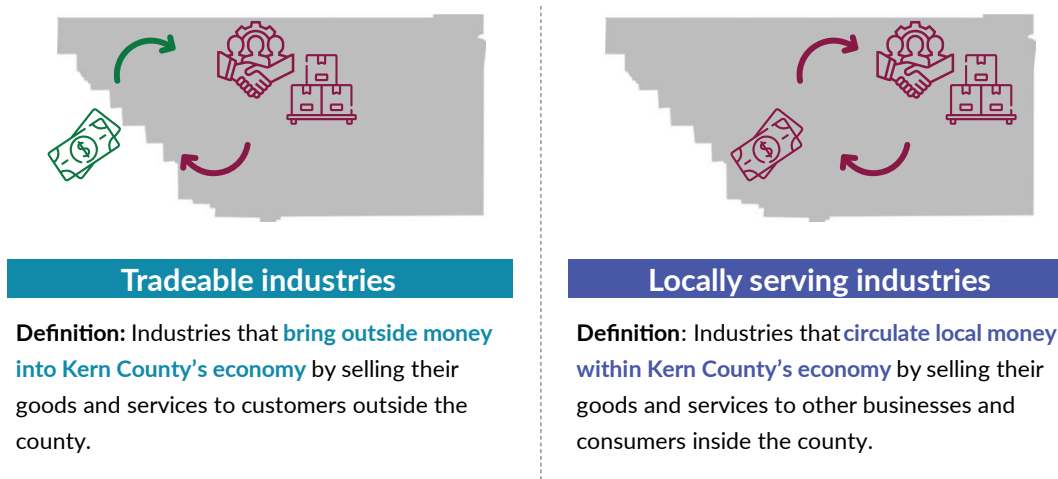 Tradeable industries
Definition: Industries that bring outside money
into Kern County's economy by selling their
goods and services to customers outside the
county.
Locally serving industries
Definition: Industries that circulate local money
within Kern County's economy by selling their
goods and services to other businesses and
consumers inside the county.